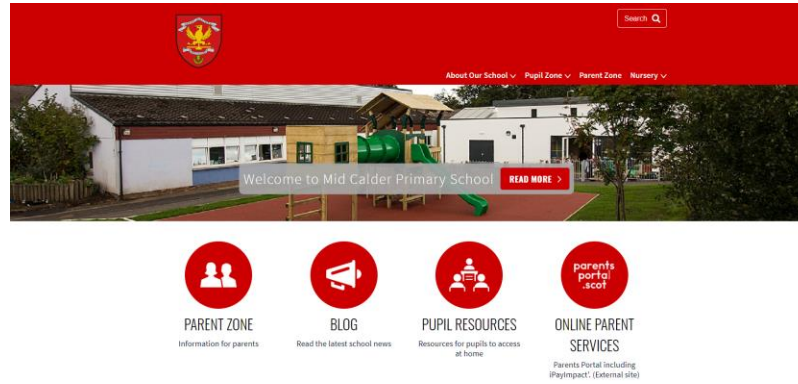 Search
About Our School
Pupil Zone
Parent Zone
Nursery
Welcome to Mid Calder Primary School
READ MORE >
PARENT ZONE
Information for parents
BLOG
Read the latest school news
PUPIL RESOURCES
Resources for pupils to access
at home
parents
portal
.scot
ONLINE PARENT
SERVICES
Parents Portal including
iPayImpact'. (External site)